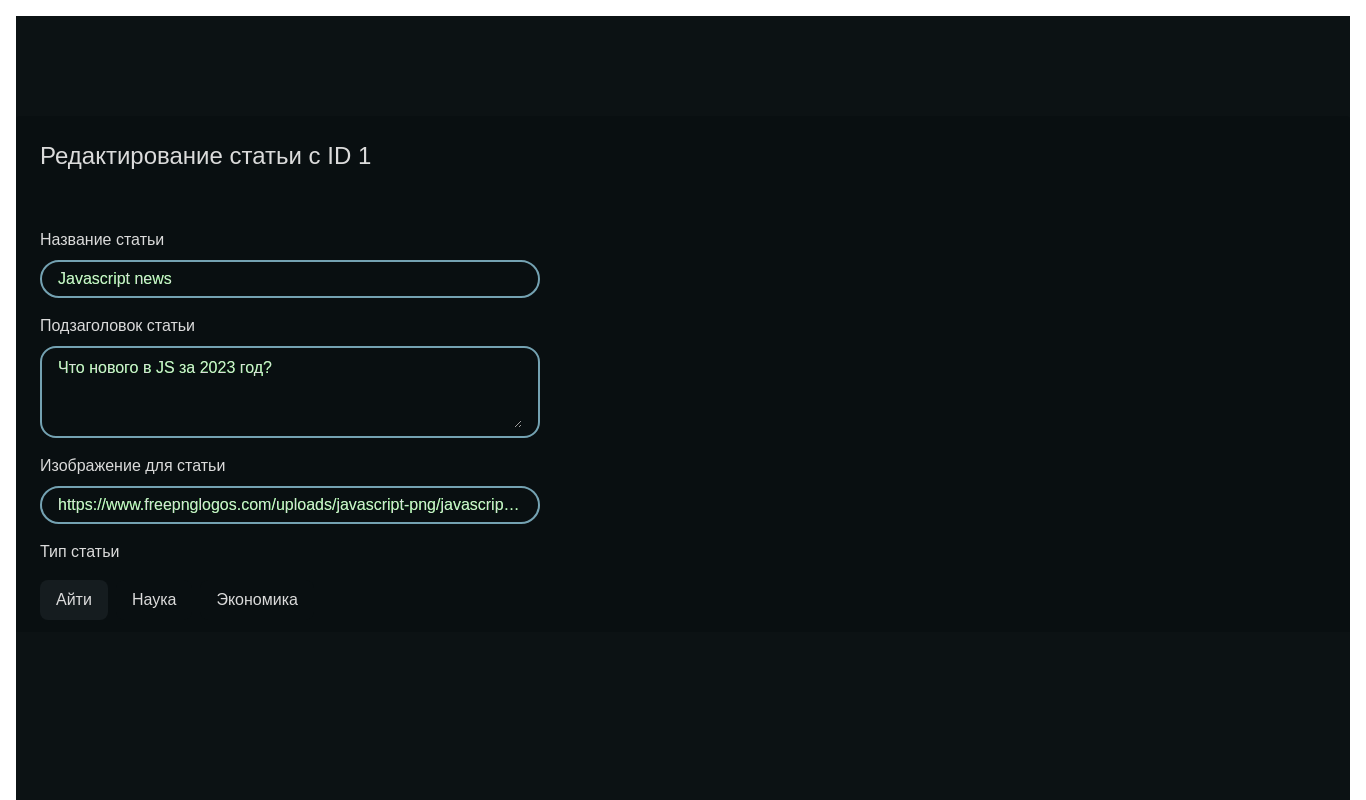 Редактирование статьи с ID 1
Название статьи
Javascript news
Подзаголовок статьи
Что нового в JS за 2023 год?
Изображение для статьи
https://www.freepnglogos.com/uploads/javascript-png/javascrip…
Тип статьи
Айти Наука Экономика